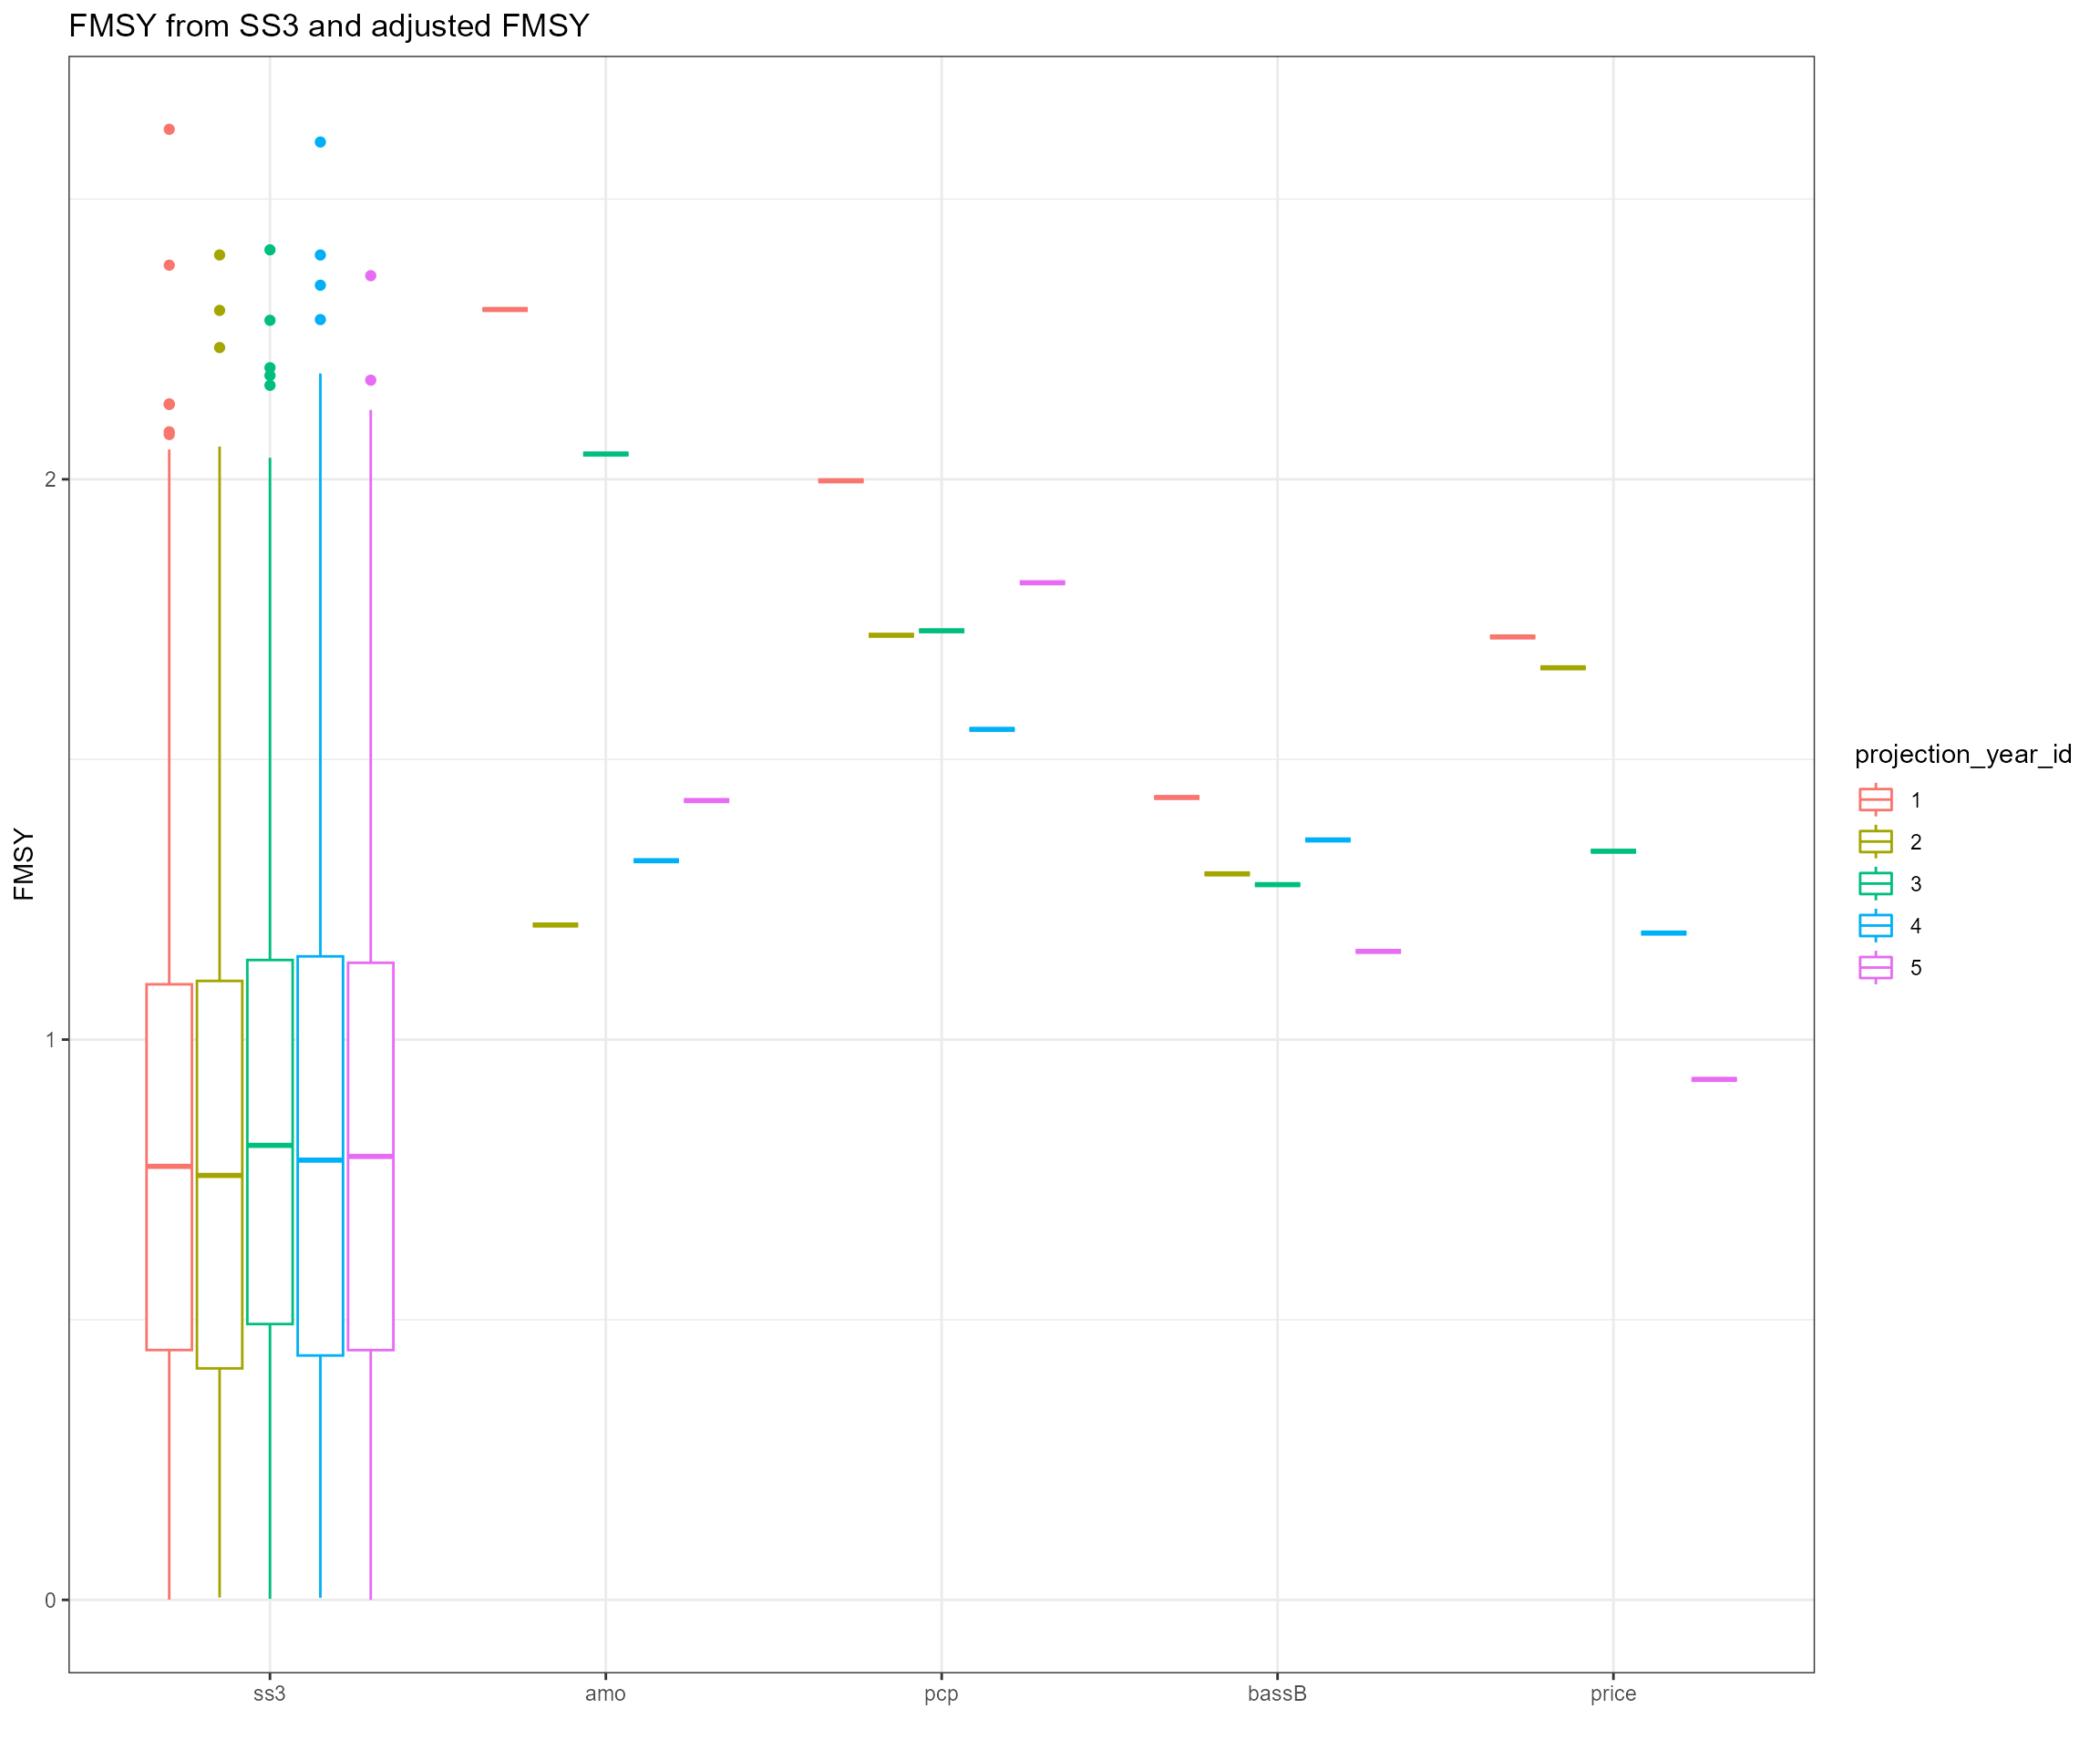 FMSY from SS3 and adjusted FMSY
FMSY
2
1
0
ss3
amo
pcp
bassB
price
projection_year_id
1
2
3
4
5